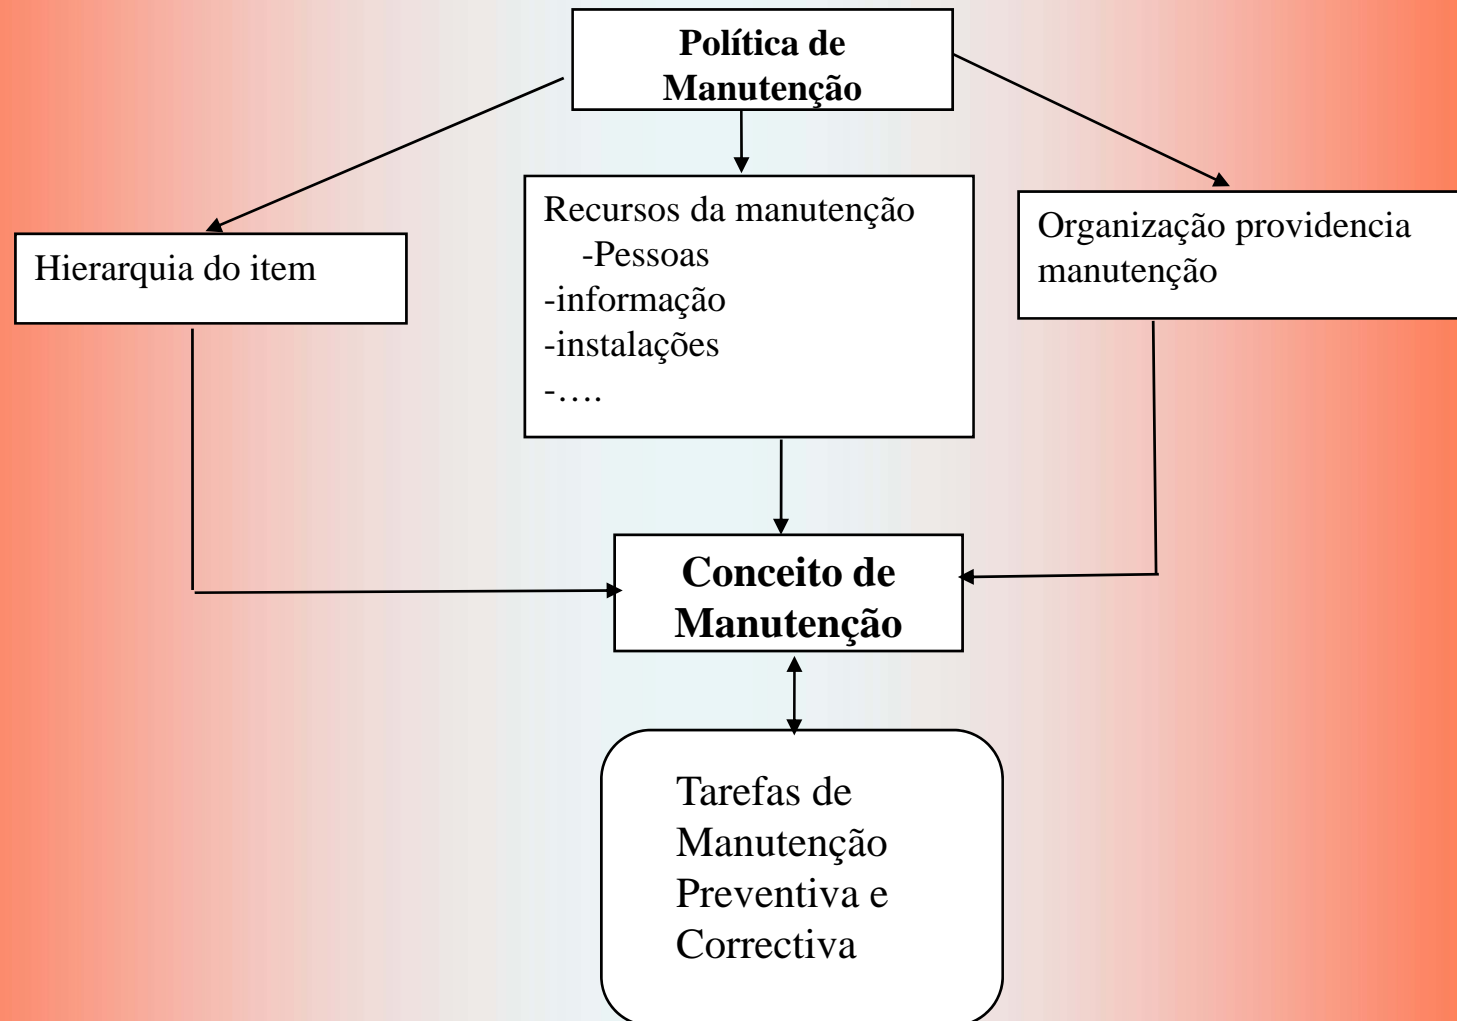 Política de
Manutenção
Hierarquia do item
Recursos da manutenção
-Pessoas
-informação
-instalações
-….
Organização providencia
manutenção
Conceito de
Manutenção
Tarefas de
Manutenção
Preventiva e
Correctiva